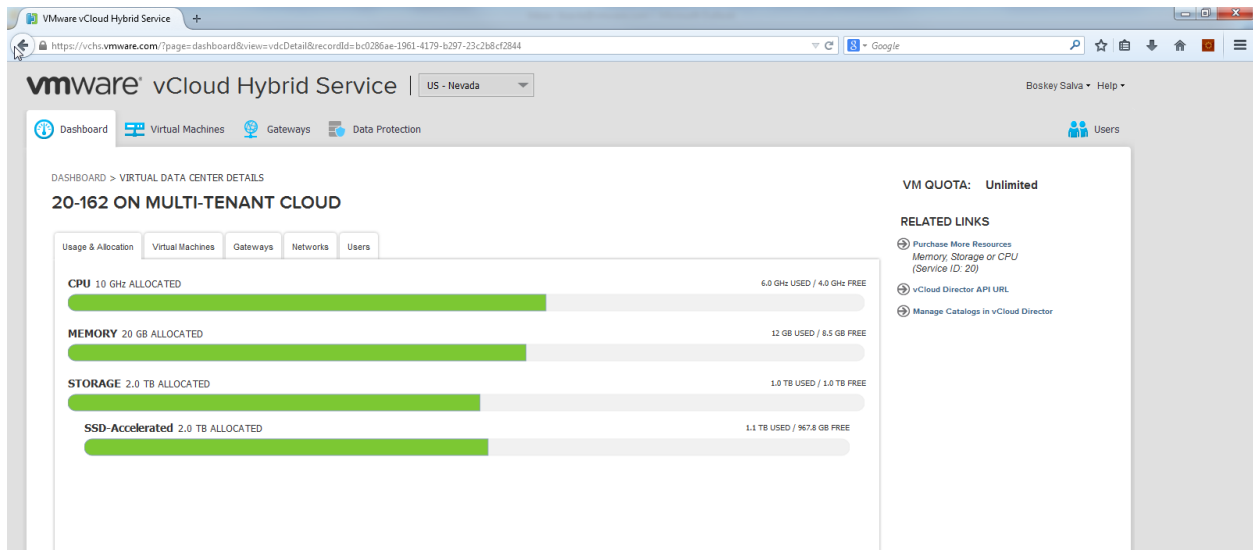 VMware vCloud Hybrid Service +
https://vchs.vmware.com/?page=dashboard&view=vdcDetail&recordId=bc0286ae-1961-4179-b297-23c2b8cf2844
Google
vmware® vCloud Hybrid Service | US - Nevada
Boskey Salva Help
Dashboard Virtual Machines Gateways Data Protection Users
DASHBOARD > VIRTUAL DATA CENTER DETAILS
20-162 ON MULTI-TENANT CLOUD
Usage & Allocation Virtual Machines Gateways Networks Users
CPU 10 GHz ALLOCATED 6.0 GHz USED / 4.0 GHz FREE
MEMORY 20 GB ALLOCATED 12 GB USED / 8.5 GB FREE
STORAGE 2.0 TB ALLOCATED 1.0 TB USED / 1.0 TB FREE
SSD-Accelerated 2.0 TB ALLOCATED 1.1 TB USED / 967.8 GB FREE
VM QUOTA: Unlimited
RELATED LINKS
Purchase More Resources
Memory, Storage or CPU
(Service ID: 20)
vCloud Director API URL
Manage Catalogs in vCloud Director